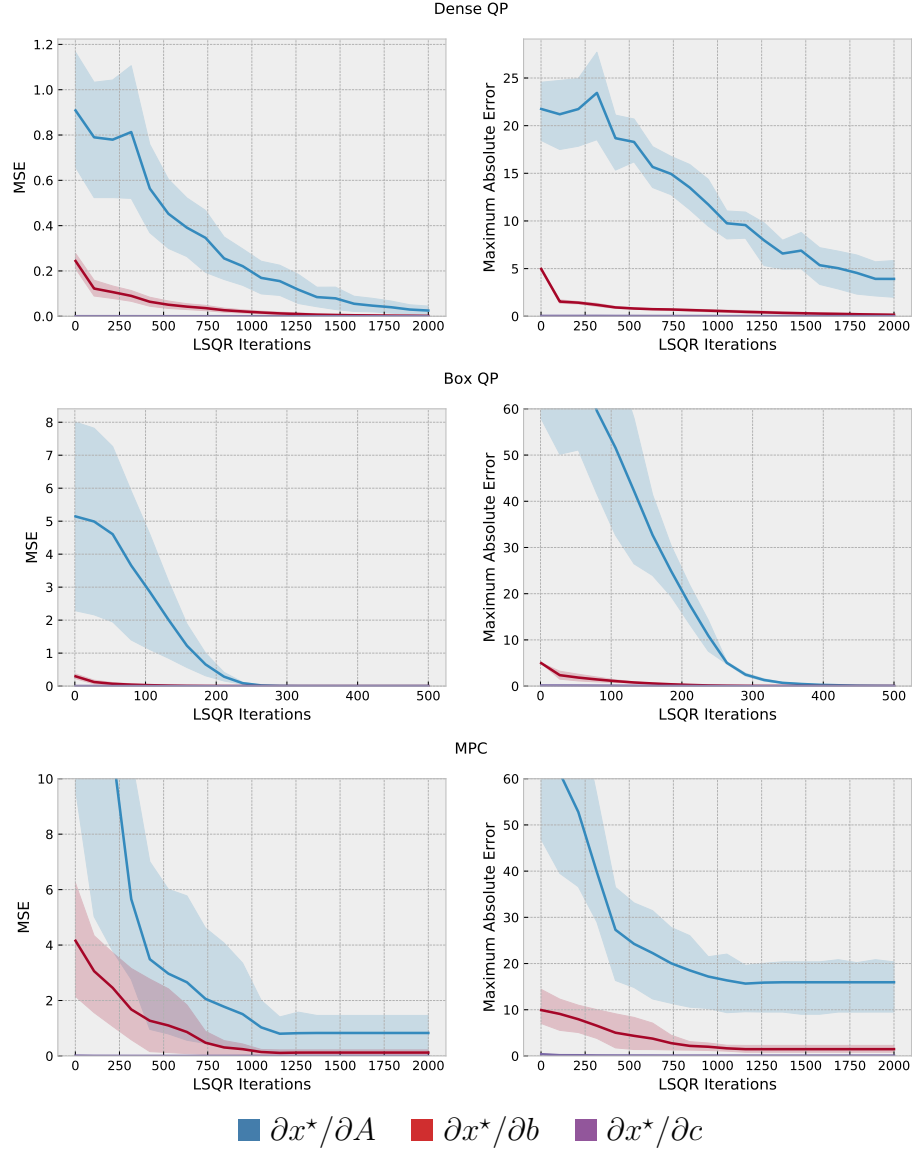 Dense QP
MSE
1.2
1.0
0.8
0.6
0.4
0.2
0.0
0 250 500 750 1000 1250 1500 1750 2000
LSQR Iterations
Maximum Absolute Error
25
20
15
10
5
0
0 250 500 750 1000 1250 1500 1750 2000
LSQR Iterations
Box QP
MSE
8
7
6
5
4
3
2
1
0
0 100 200 300 400 500
LSQR Iterations
Maximum Absolute Error
60
50
40
30
20
10
0
0 100 200 300 400 500
LSQR Iterations
MPC
MSE
10
8
6
4
2
0
0 250 500 750 1000 1250 1500 1750 2000
LSQR Iterations
Maximum Absolute Error
60
50
40
30
20
10
0
0 250 500 750 1000 1250 1500 1750 2000
LSQR Iterations
∂x⋆/∂A ∂x⋆/∂b ∂x⋆/∂c